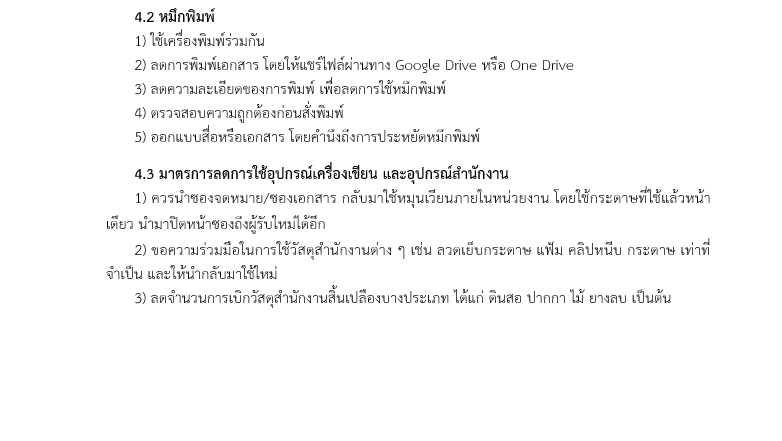 4.2 หมึกพิมพ์
1) ใช้เครื่องพิมพ์ร่วมกัน
2) ลดการพิมพ์เอกสาร โดยให้แชร์ไฟล์ผ่านทาง Google Drive หรือ One Drive
3) ลดความละเอียดของการพิมพ์ เพื่อลดการใช้หมึกพิมพ์
4) ตรวจสอบความถูกต้องก่อนสั่งพิมพ์
5) ออกแบบสื่อหรือเอกสาร โดยคำนึงถึงการประหยัดหมึกพิมพ์
4.3 มาตรการลดการใช้อุปกรณ์เครื่องเขียน และอุปกรณ์สำนักงาน
1) ควรนำซองจดหมาย/ซองเอกสาร กลับมาใช้หมุนเวียนภายในหน่วยงาน โดยใช้กระดาษที่ใช้แล้วหน้า
เดียว นำมาปิดหน้าซองถึงผู้รับใหม่ได้อีก
2) ขอความร่วมมือในการใช้วัสดุสำนักงานต่าง ๆ เช่น ลวดเย็บกระดาษ แฟ้ม คลิปหนีบ กระดาษ เท่าที่
จำเป็น และให้นำกลับมาใช้ใหม่
3) ลดจำนวนการเบิกวัสดุสำนักงานสิ้นเปลืองบางประเภท ได้แก่ ดินสอ ปากกา ไม้ ยางลบ เป็นต้น